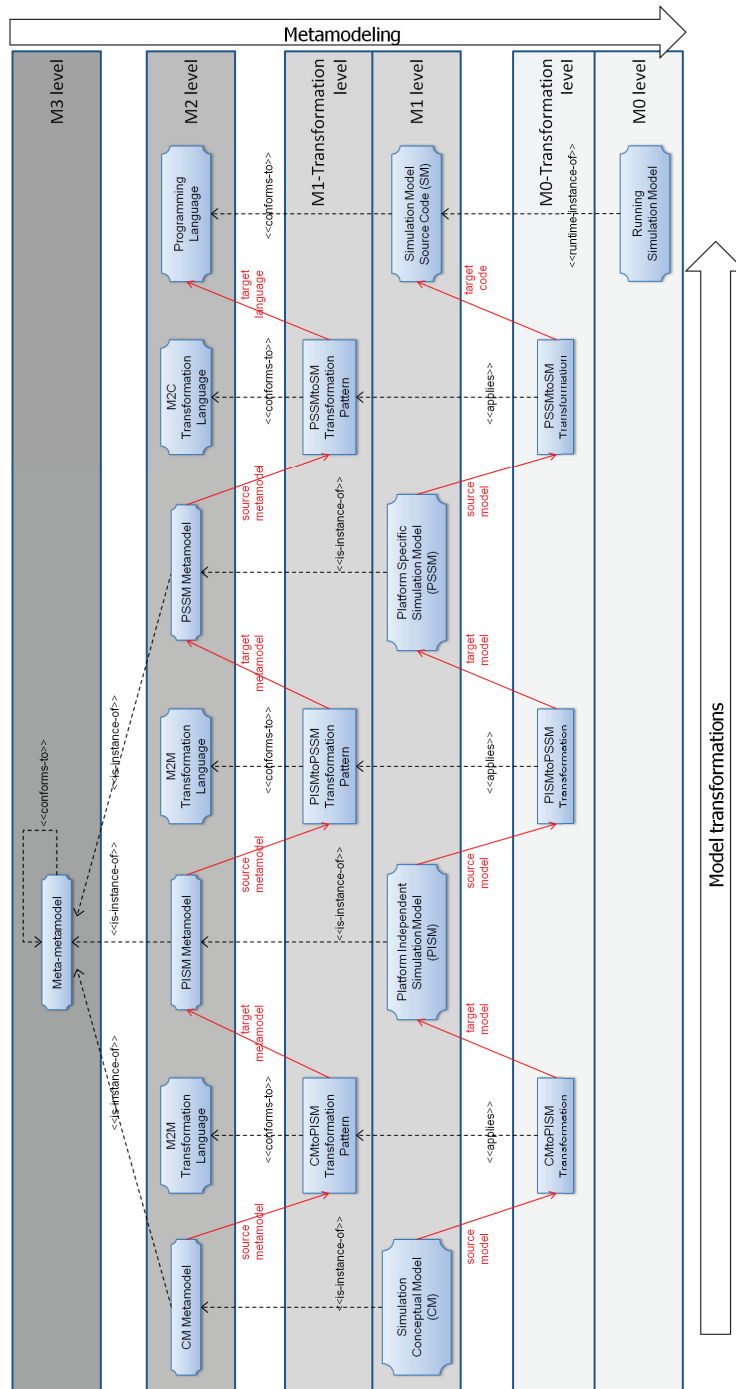 Metamodeling
M3 level
<<conforms-to>>
Meta-metamodel
<<is-instance-of>>
<<is-instance-of>>
<<is-instance-of>>
M2 level
CM Metamodel
M2M
Transformation
Language
PISM Metamodel
M2M
Transformation
Language
PSSM Metamodel
M2C
Transformation
Language
Programming
Language
source
metamodel
<<conforms-to>>
target
metamodel
source
metamodel
<<conforms-to>>
target
metamodel
source
metamodel
<<conforms-to>>
target
language
<<conforms-to>>
M1-Transformation
level
<<is-instance-of>>
CMtoPISM
Transformation
Pattern
<<is-instance-of>>
PISMtoPSSM
Transformation
Pattern
<<is-instance-of>>
PSSMtoSM
Transformation
Pattern
M1 level
Simulation
Conceptual Model
(CM)
Platform Independent
Simulation Model
(PISM)
Platform Specific
Simulation Model
(PSSM)
Simulation Model
Source Code (SM)
source
model
<<applies>>
target
model
source
model
<<applies>>
target
model
source
model
<<applies>>
target
code
M0-Transformation
level
CMtoPISM
Transformation
PISMtoPSSM
Transformation
PSSMtoSM
Transformation
<<runtime-instance-of>>
M0 level
Running
Simulation Model
Model transformations